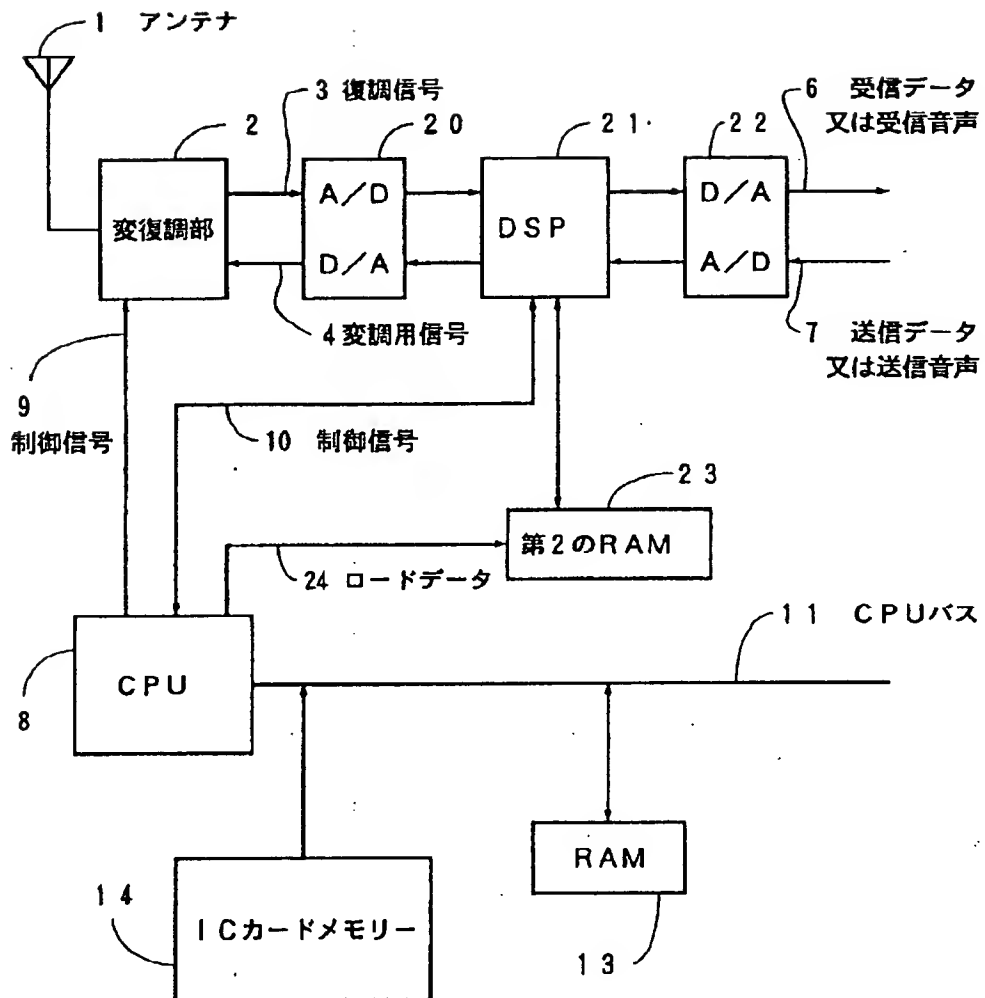 1 アンテナ
3 復調信号
6 受信データ
又は受信音声
2
20
21
22
変復調部
A/D
D/A
DSP
D/A
A/D
4 変調用信号
7 送信データ
又は送信音声
9
制御信号
10 制御信号
23
第2のRAM
24 ロードデータ
11 CPUバス
CPU
8
RAM
14
ICカードメモリー
13